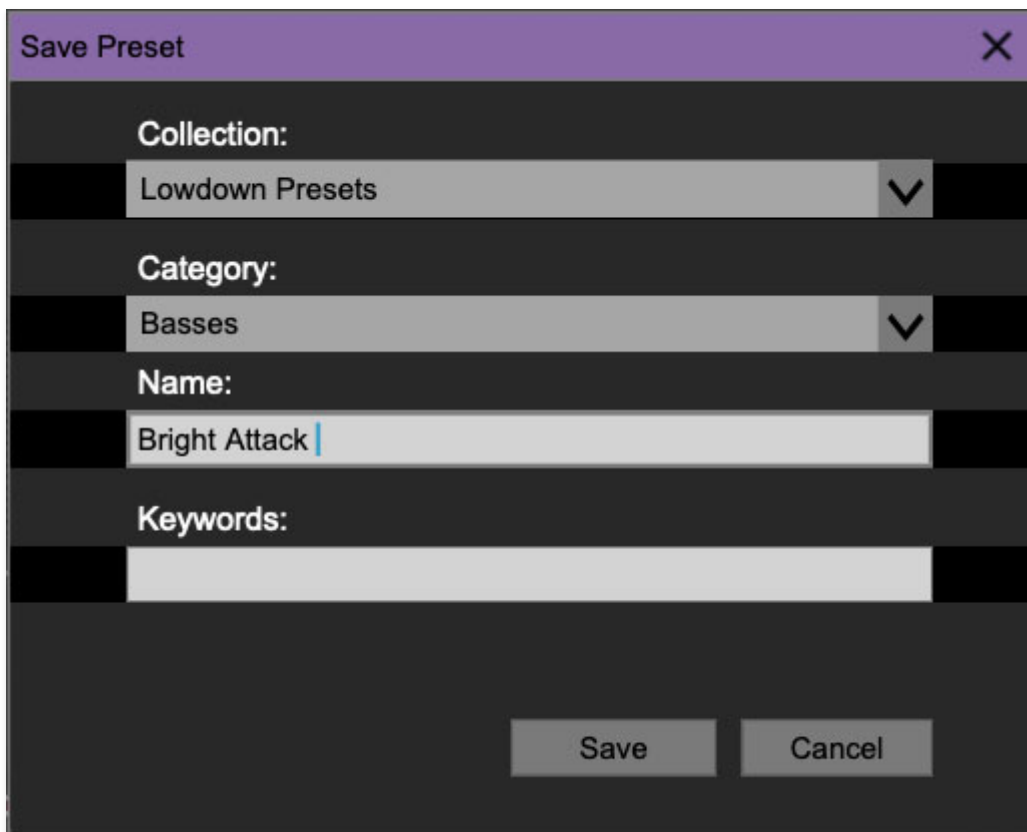 Save Preset
Collection:
Lowdown Presets
Category:
Basses
Name:
Bright Attack
Keywords:
Save Cancel